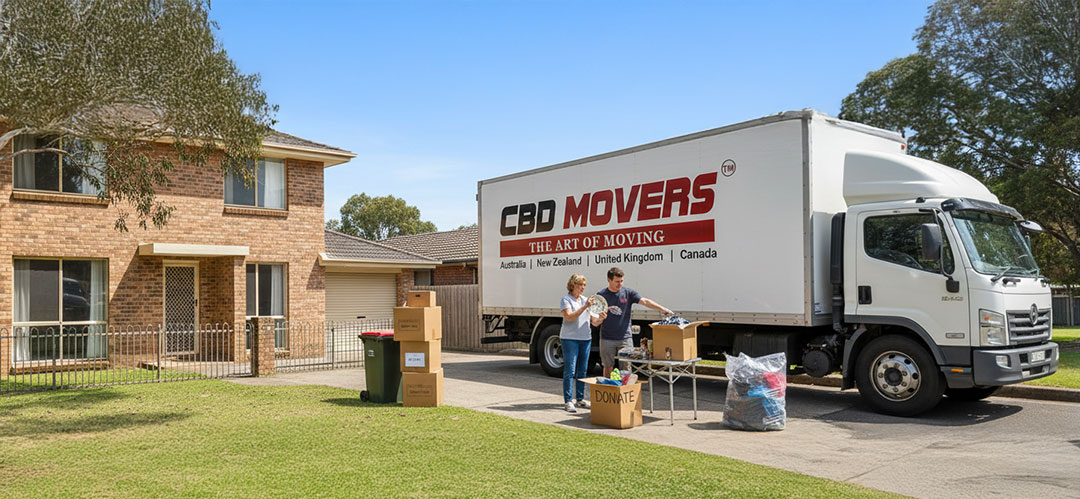 CBD MOVERS TM
THE ART OF MOVING
Australia | New Zealand | United Kingdom | Canada
DONATE